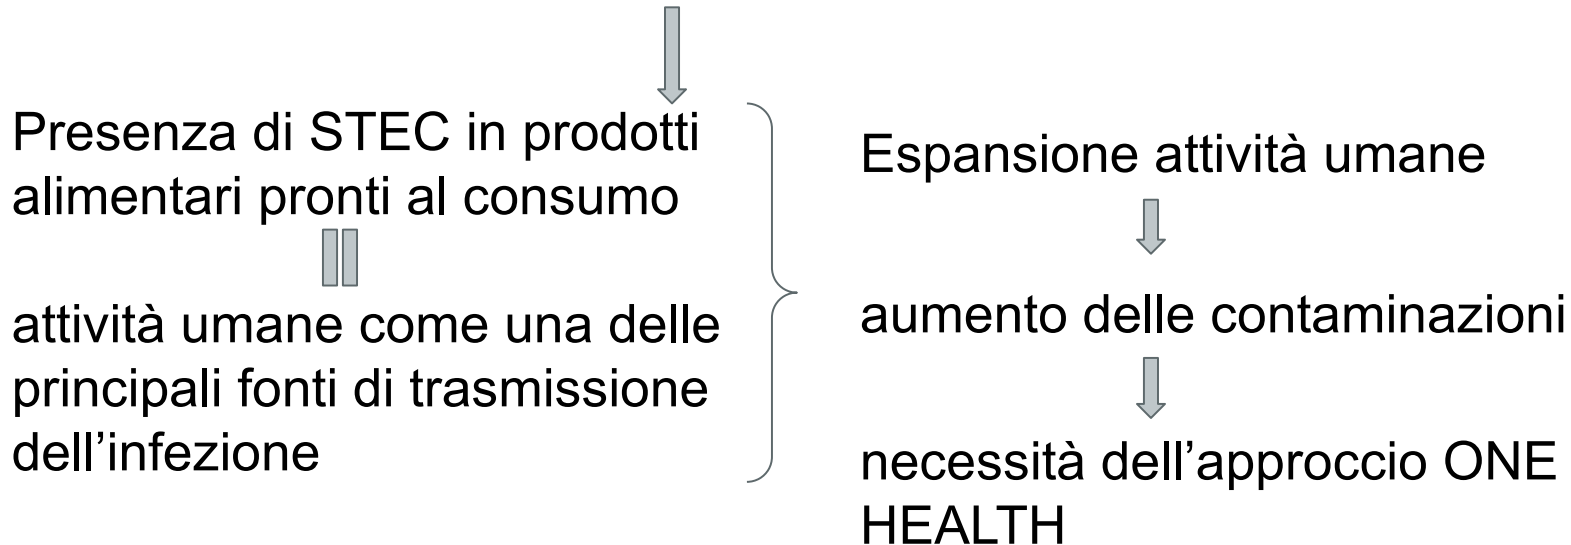 Presenza di STEC in prodotti
alimentari pronti al consumo
attività umane come una delle
principali fonti di trasmissione
dell’infezione
Espansione attività umane
aumento delle contaminazioni
necessità dell’approccio ONE
HEALTH